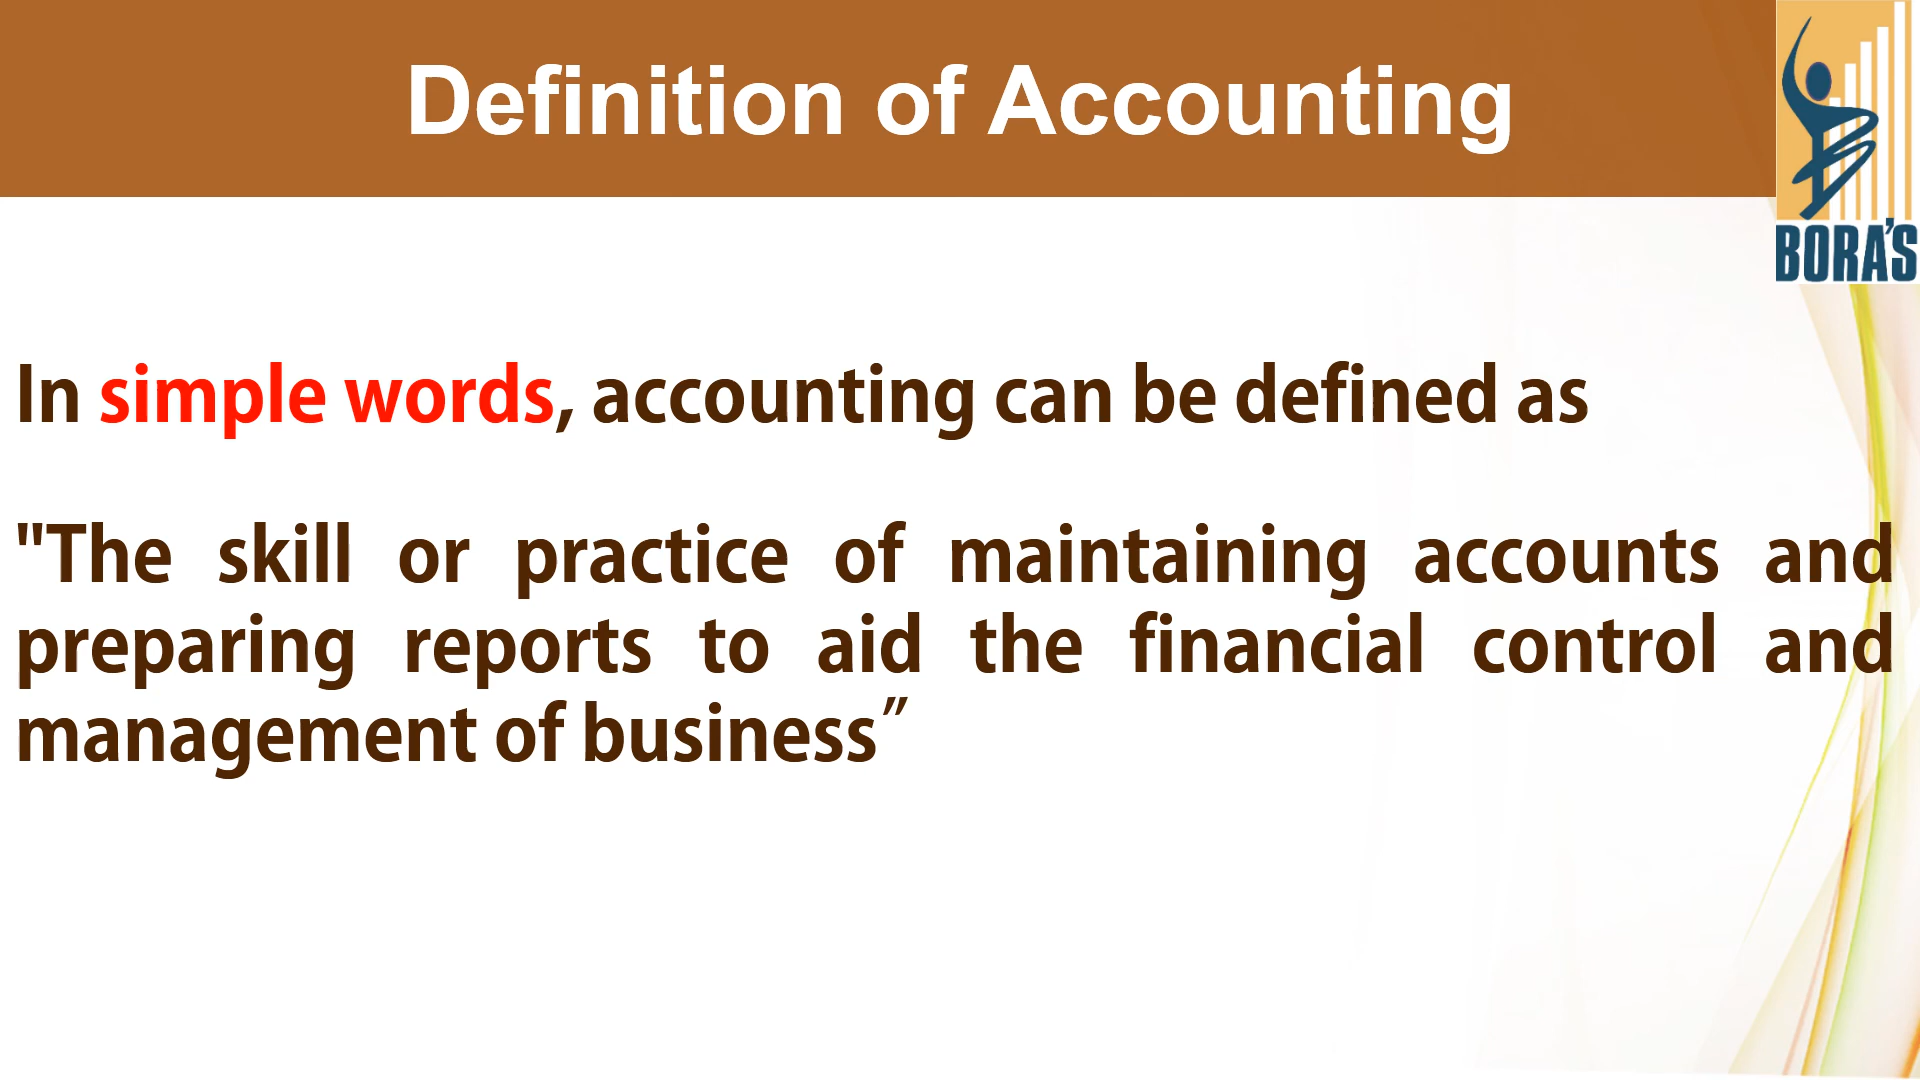 Definition of Accounting
BORA'S
In simple words, accounting can be defined as
"The skill or practice of maintaining accounts and
preparing reports to aid the financial control and
management of business”